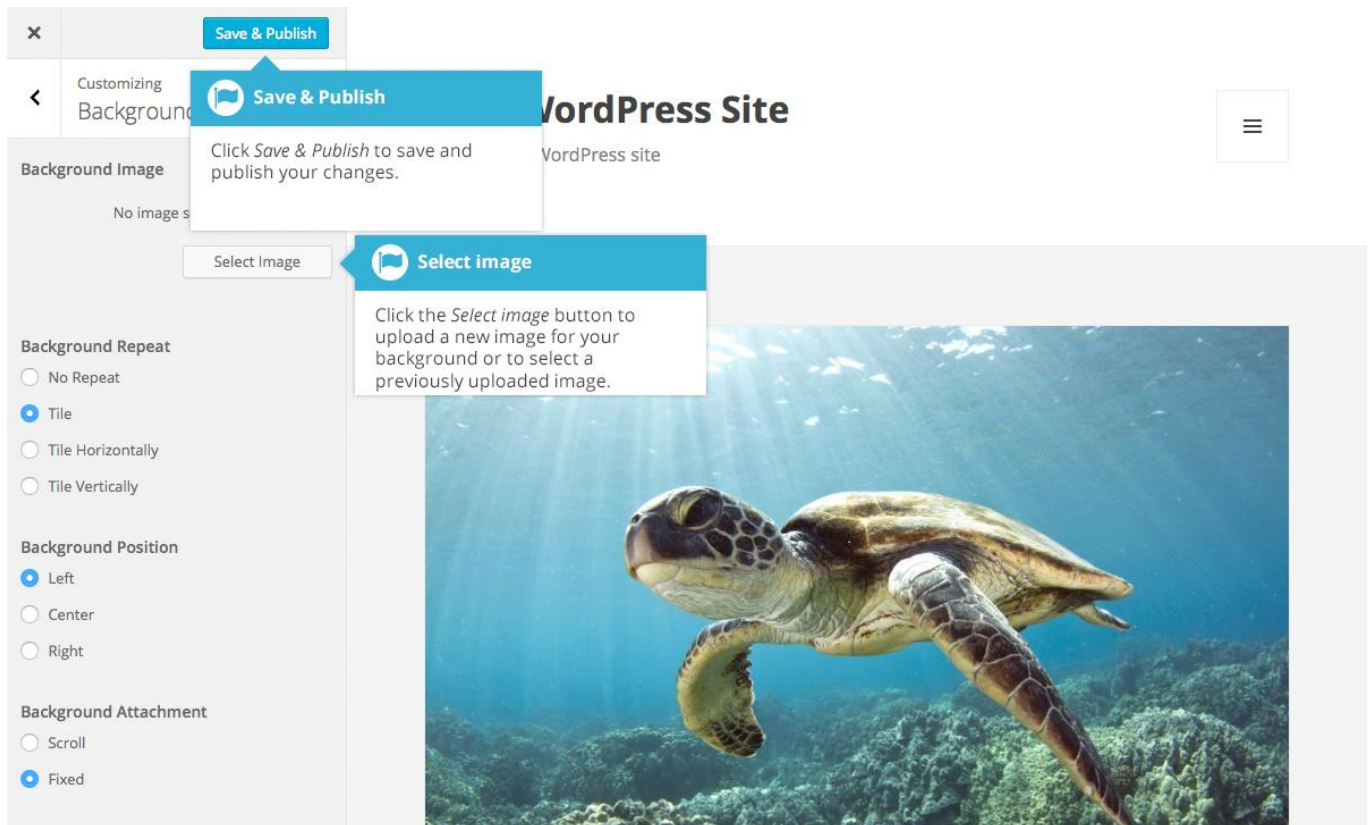 Save & Publish
Customizing
Background
Save & Publish
Click Save & Publish to save and
publish your changes.
WordPress Site
WordPress site
Background Image
No image s
Select Image
Select image
Click the Select image button to
upload a new image for your
background or to select a
previously uploaded image.
Background Repeat
No Repeat
Tile
Tile Horizontally
Tile Vertically
Background Position
Left
Center
Right
Background Attachment
Scroll
Fixed